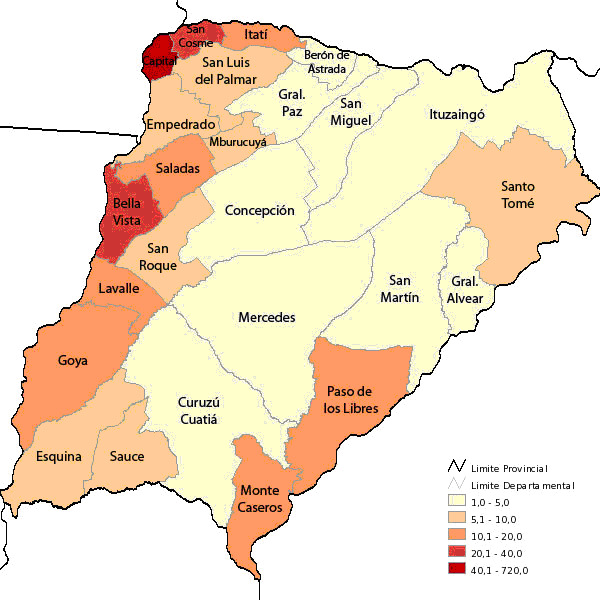 San
Cosme
Itatí
Capital
Berón de
Astrada
San Luis
del Palmar
Gral.
Paz
San
Miguel
Ituzaingó
Empedrado
Mburucuyá
Saladas
Santo
Tomé
Bella
Vista
Concepción
San
Roque
Lavalle
San
Martín
Gral.
Alvear
Mercedes
Goya
Paso de
los Libres
Curuzú
Cuatiá
Esquina
Sauce
Monte
Caseros
Limite Provincial
Limite Departamental
1,0 - 5,0
5,1 - 10,0
10,1 - 20,0
20,1 - 40,0
40,1 - 720,0